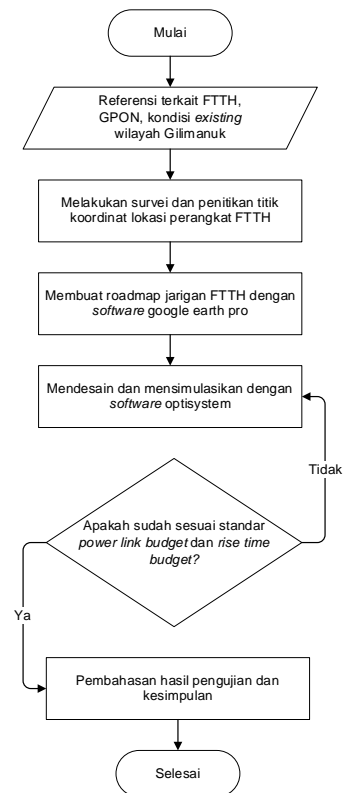 Mulai
Referensi terkait FTTH,
GPON, kondisi existing
wilayah Gilimanuk
Melakukan survei dan penitikan titik
koordinat lokasi perangkat FTTH
Membuat roadmap jarigan FTTH dengan
software google earth pro
Mendesain dan mensimulasikan dengan
software optisystem
Tidak
Apakah sudah sesuai standar
power link budget dan rise time
budget?
Ya
Pembahasan hasil pengujian dan
kesimpulan
Selesai